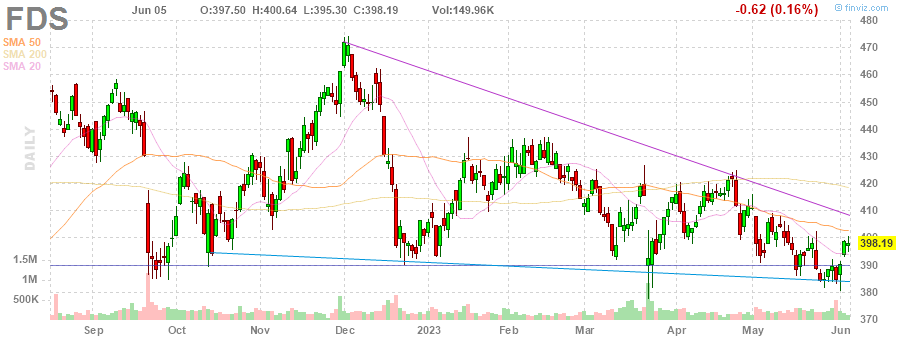 FDS Jun 05 O:397.50 H:400.64 L:395.30 C:398.19 Vol:149.96K -0.62 (0.16%) © finviz.com
SMA 50
SMA 200
SMA 20
DAILY
480
470
460
450
440
430
420
410
400
398.19
390
380
370
1.5M
1M
500K
Sep Oct Nov Dec 2023 Feb Mar Apr May Jun